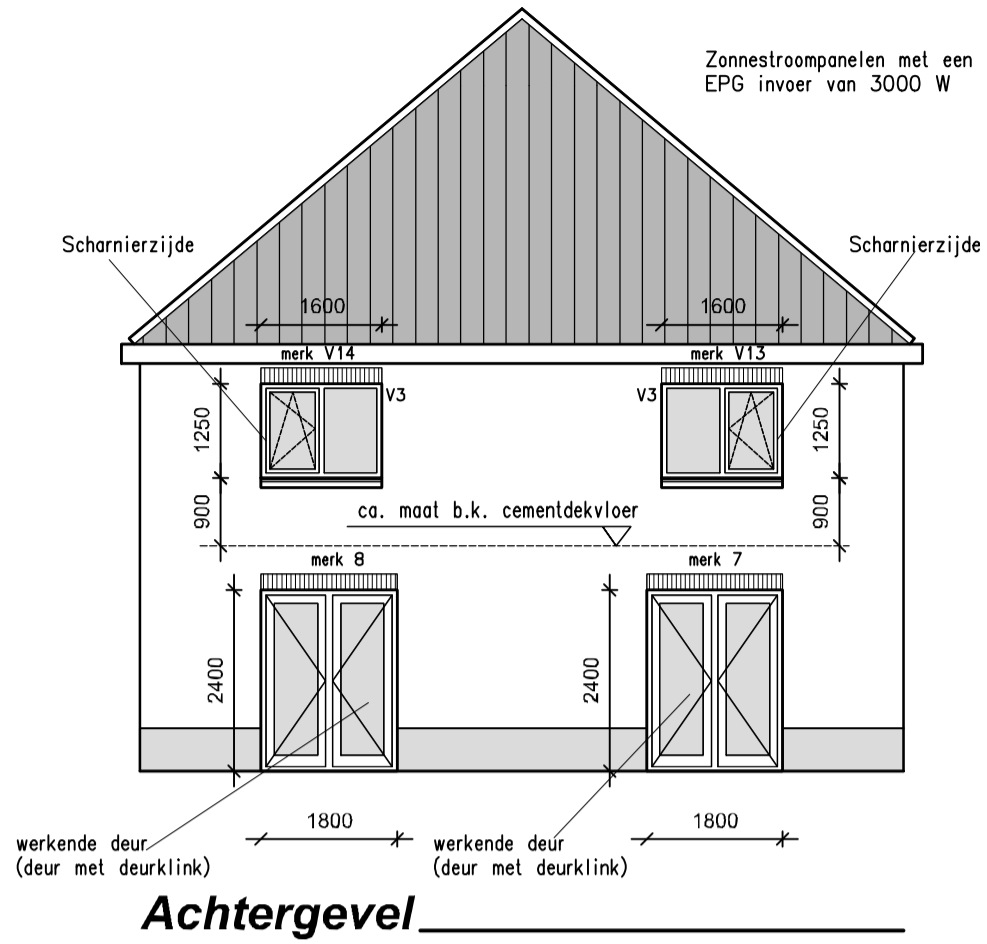 Zonnestroompanelen met een
EPG invoer van 3000 W
Scharnierzijde
Scharnierzijde
1600
1600
merk V14
merk V13
V3
V3
1250
1250
900
900
ca. maat b.k. cementdekvloer
merk 8
merk 7
2400
2400
1800
1800
werkende deur
(deur met deurklink)
werkende deur
(deur met deurklink)
Achtergevel